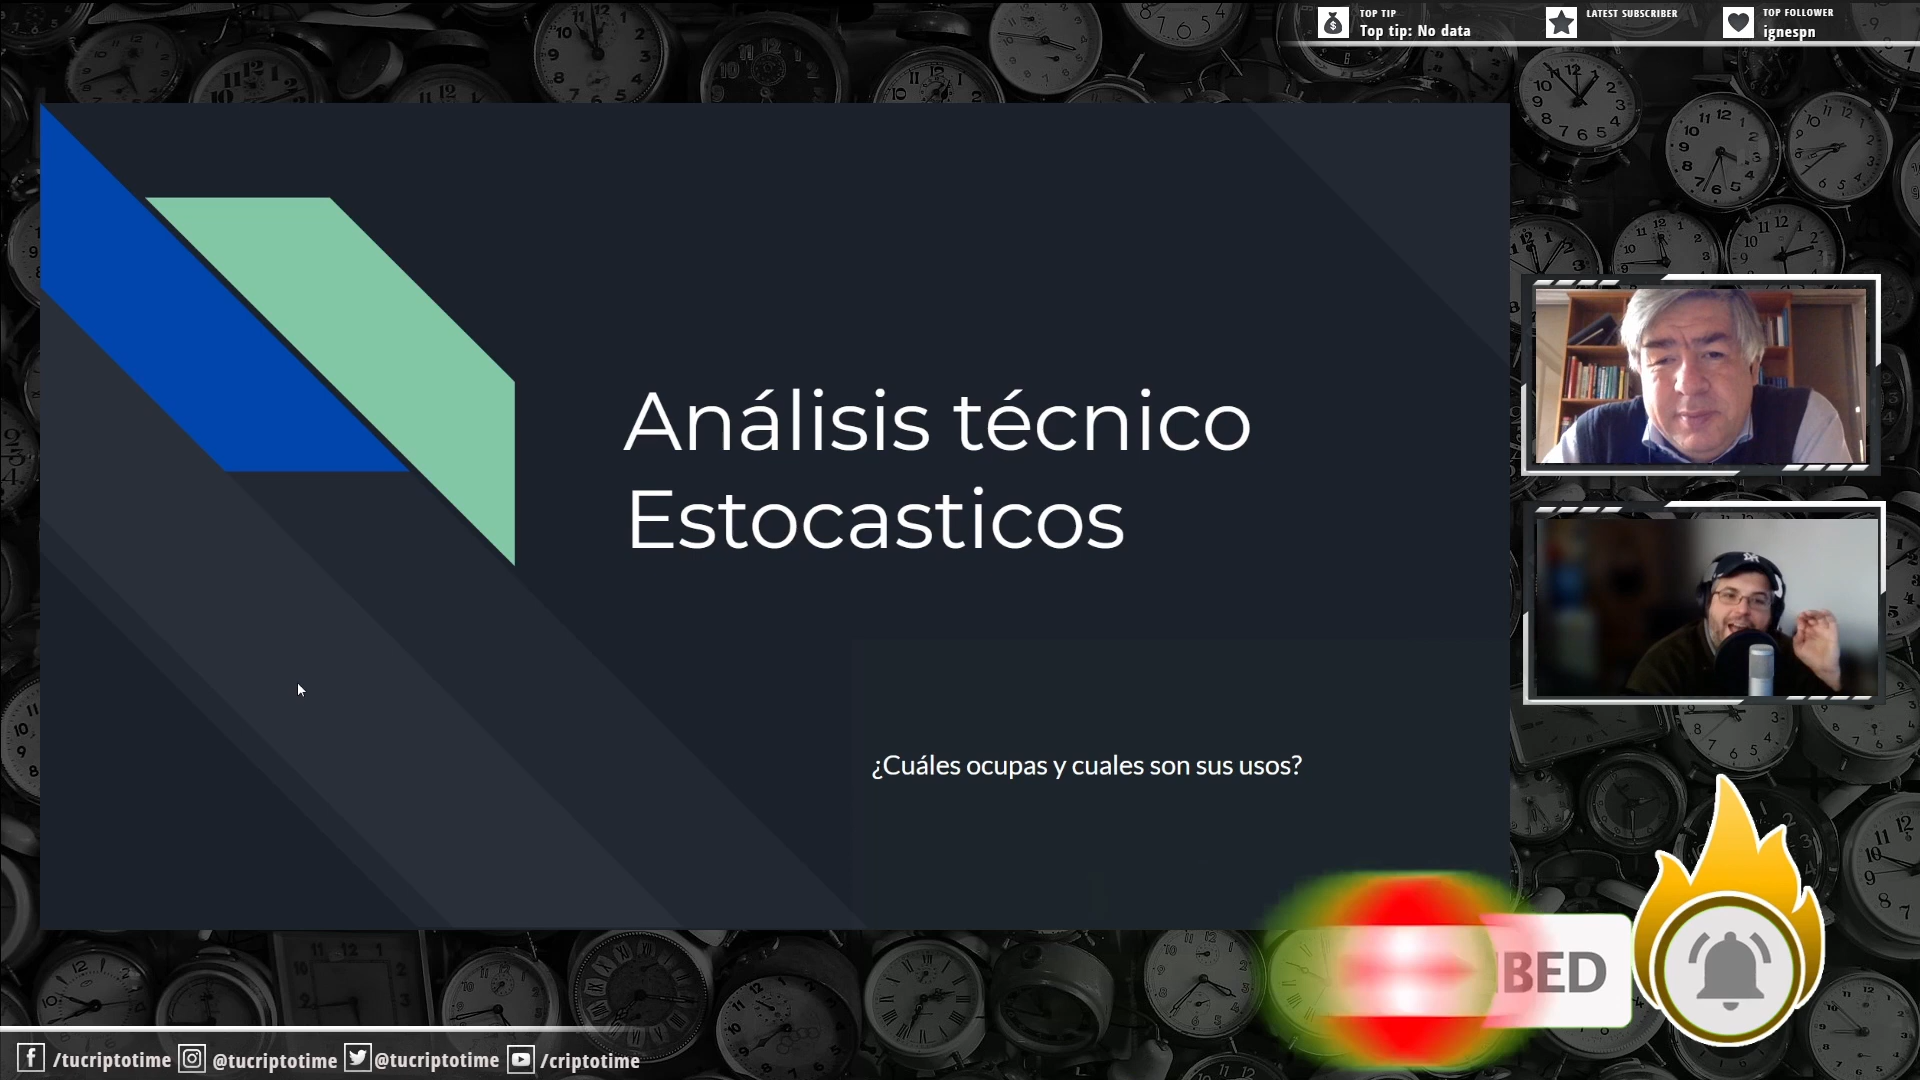 TOP TIP
Top tip: No data
LATEST SUBSCRIBER
TOP FOLLOWER
ignespn
Análisis técnico
Estocasticos
¿Cuáles ocupas y cuales son sus usos?
BED
/tucriptotime @tucriptotime @tucriptotime /criptotime